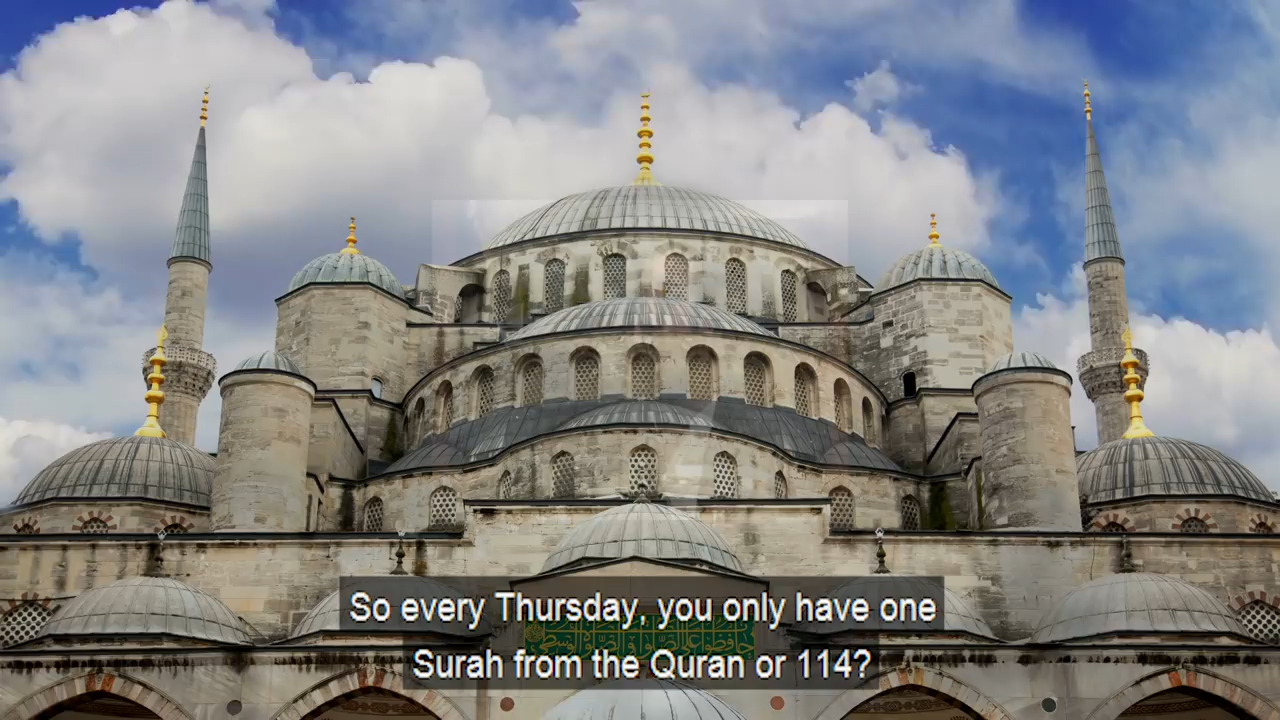 So every Thursday, you only have one
Surah from the Quran or 114?